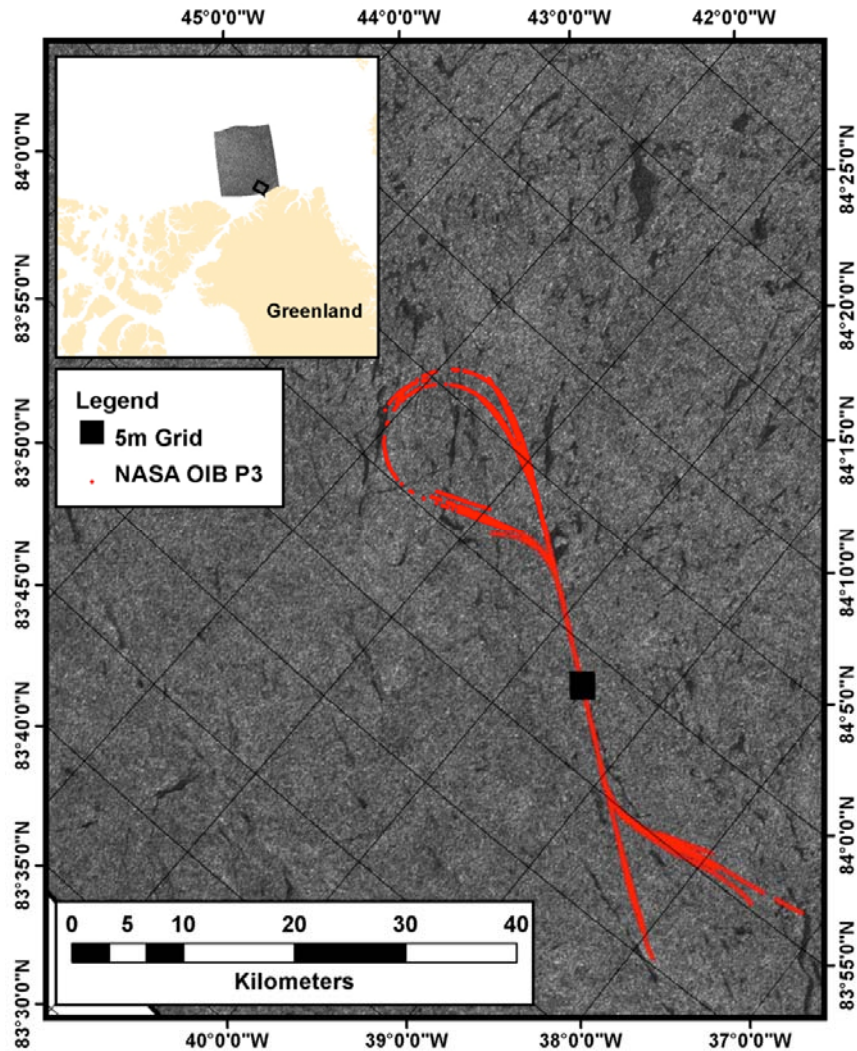 45°0'0"W 44°0'0"W 43°0'0"W 42°0'0"W
84°0'0"N
83°55'0"N
83°50'0"N
83°45'0"N
83°40'0"N
83°35'0"N
83°30'0"N
Greenland
Legend
5m Grid
NASA OIB P3
84°25'0"N
84°20'0"N
84°15'0"N
84°10'0"N
84°5'0"N
84°0'0"N
83°55'0"N
0 5 10 20 30 40
Kilometers
40°0'0"W 39°0'0"W 38°0'0"W 37°0'0"W